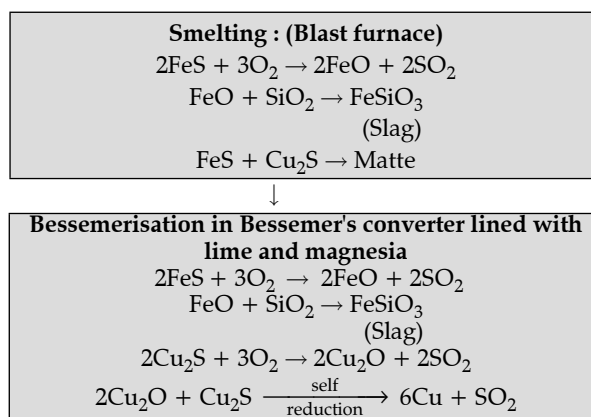 Smelting : (Blast furnace)
2FeS + 3O₂ → 2FeO + 2SO₂
FeO + SiO₂ → FeSiO₃
(Slag)
FeS + Cu₂S → Matte
↓
Bessemerisation in Bessemer's converter lined with
lime and magnesia
2FeS + 3O₂ → 2FeO + 2SO₂
FeO + SiO₂ → FeSiO₃
(Slag)
2Cu₂S + 3O₂ → 2Cu₂O + 2SO₂
2Cu₂O + Cu₂S —self reduction→ 6Cu + SO₂